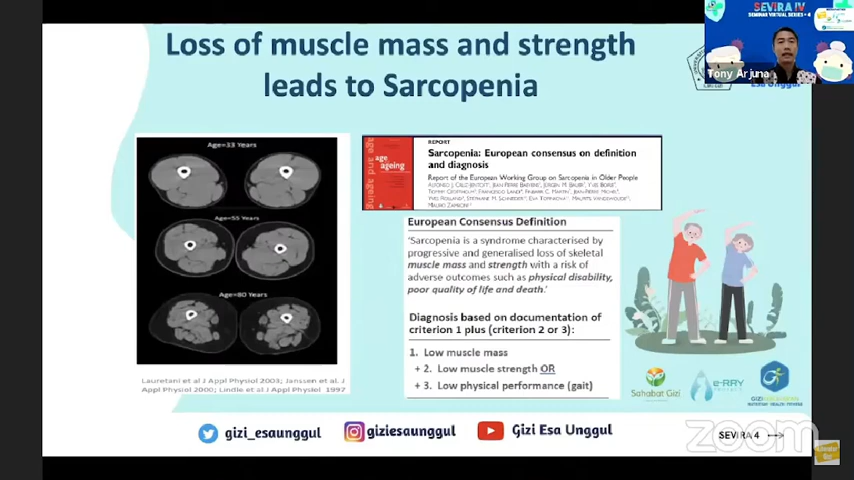 SEVIRA IV
SEMINAR VIRTUAL SERIES - 4
Tony Arjuna
Esa Unggul
Loss of muscle mass and strength
leads to Sarcopenia
Age=33 Years
Age=55 Years
Age=80 Years
Lauretani et al J Appl Physiol 2003; Janssen et al. J
Appl Physiol 2000; Lindle et al J Appl Physiol 1997
age and ageing
age
ageing
REPORT
Sarcopenia: European consensus on definition
and diagnosis
Report of the European Working Group on Sarcopenia in Older People
European Consensus Definition
'Sarcopenia is a syndrome characterised by
progressive and generalised loss of skeletal
muscle mass and strength with a risk of
adverse outcomes such as physical disability,
poor quality of life and death.'
Diagnosis based on documentation of
criterion 1 plus (criterion 2 or 3):
1. Low muscle mass
+ 2. Low muscle strength OR
+ 3. Low physical performance (gait)
Sahabat Gizi
e-RRY
gizi_esaunggul
giziesaunggul
Gizi Esa Unggul
SEVIRA 4
zoom